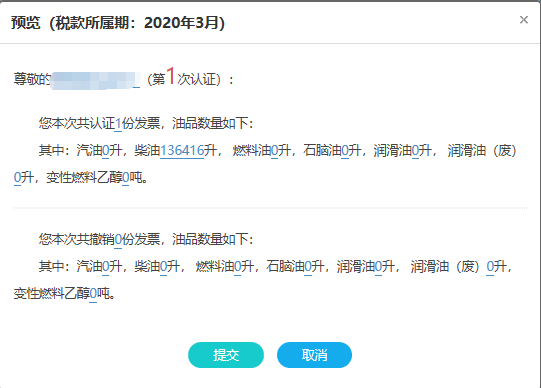 预览（税款所属期：2020年3月）
×
尊敬的（第1次认证）：
您本次共认证1份发票，油品数量如下：
其中：汽油0升，柴油136416升， 燃料油0升，石脑油0升，润滑油0升， 润滑油（废）
0升，变性燃料乙醇0吨。
您本次共撤销0份发票，油品数量如下：
其中：汽油0升，柴油0升， 燃料油0升，石脑油0升，润滑油0升， 润滑油（废）0升，
变性燃料乙醇0吨。
提交 取消